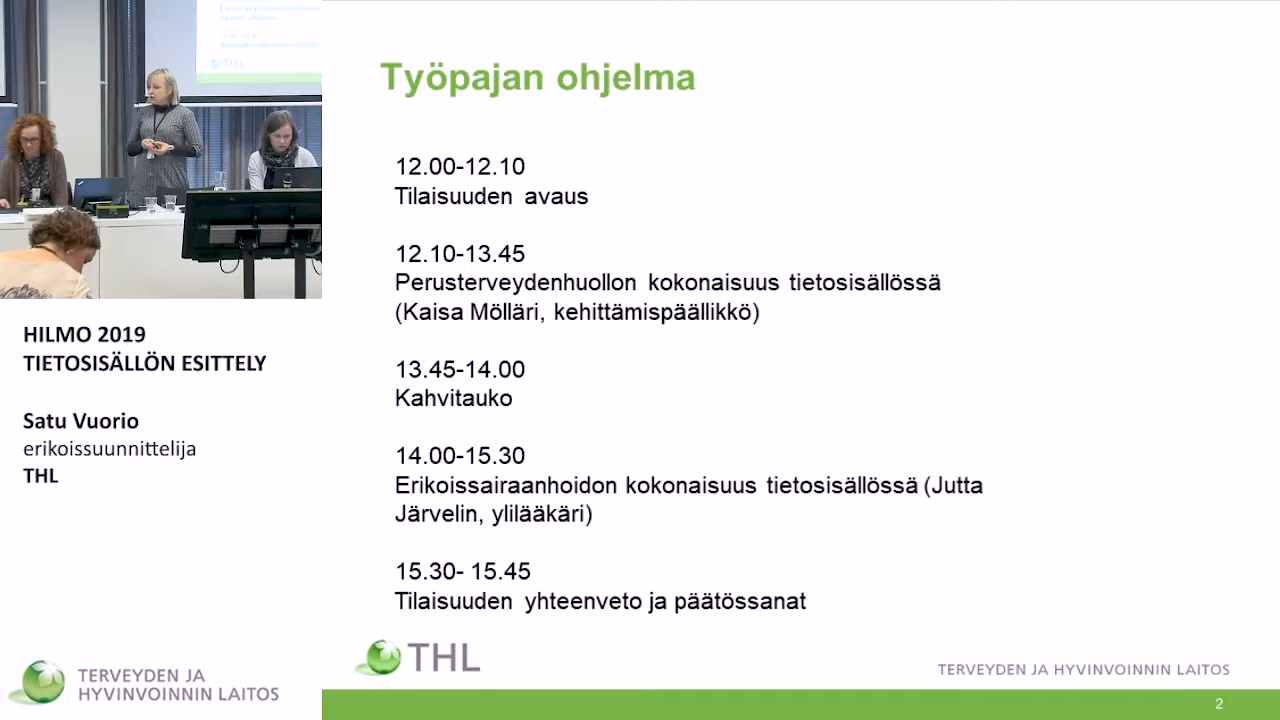 THL
HILMO 2019
TIETOSISÄLLÖN ESITTELY
Satu Vuorio
erikoissuunnittelija
THL
TERVEYDEN JA
HYVINVOINNIN LAITOS
Työpajan ohjelma
12.00-12.10
Tilaisuuden avaus
12.10-13.45
Perusterveydenhuollon kokonaisuus tietosisällössä
(Kaisa Mölläri, kehittämispäällikkö)
13.45-14.00
Kahvitauko
14.00-15.30
Erikoissairaanhoidon kokonaisuus tietosisällössä (Jutta
Järvelin, ylilääkäri)
15.30- 15.45
Tilaisuuden yhteenveto ja päätössanat
THL
TERVEYDEN JA HYVINVOINNIN LAITOS
2